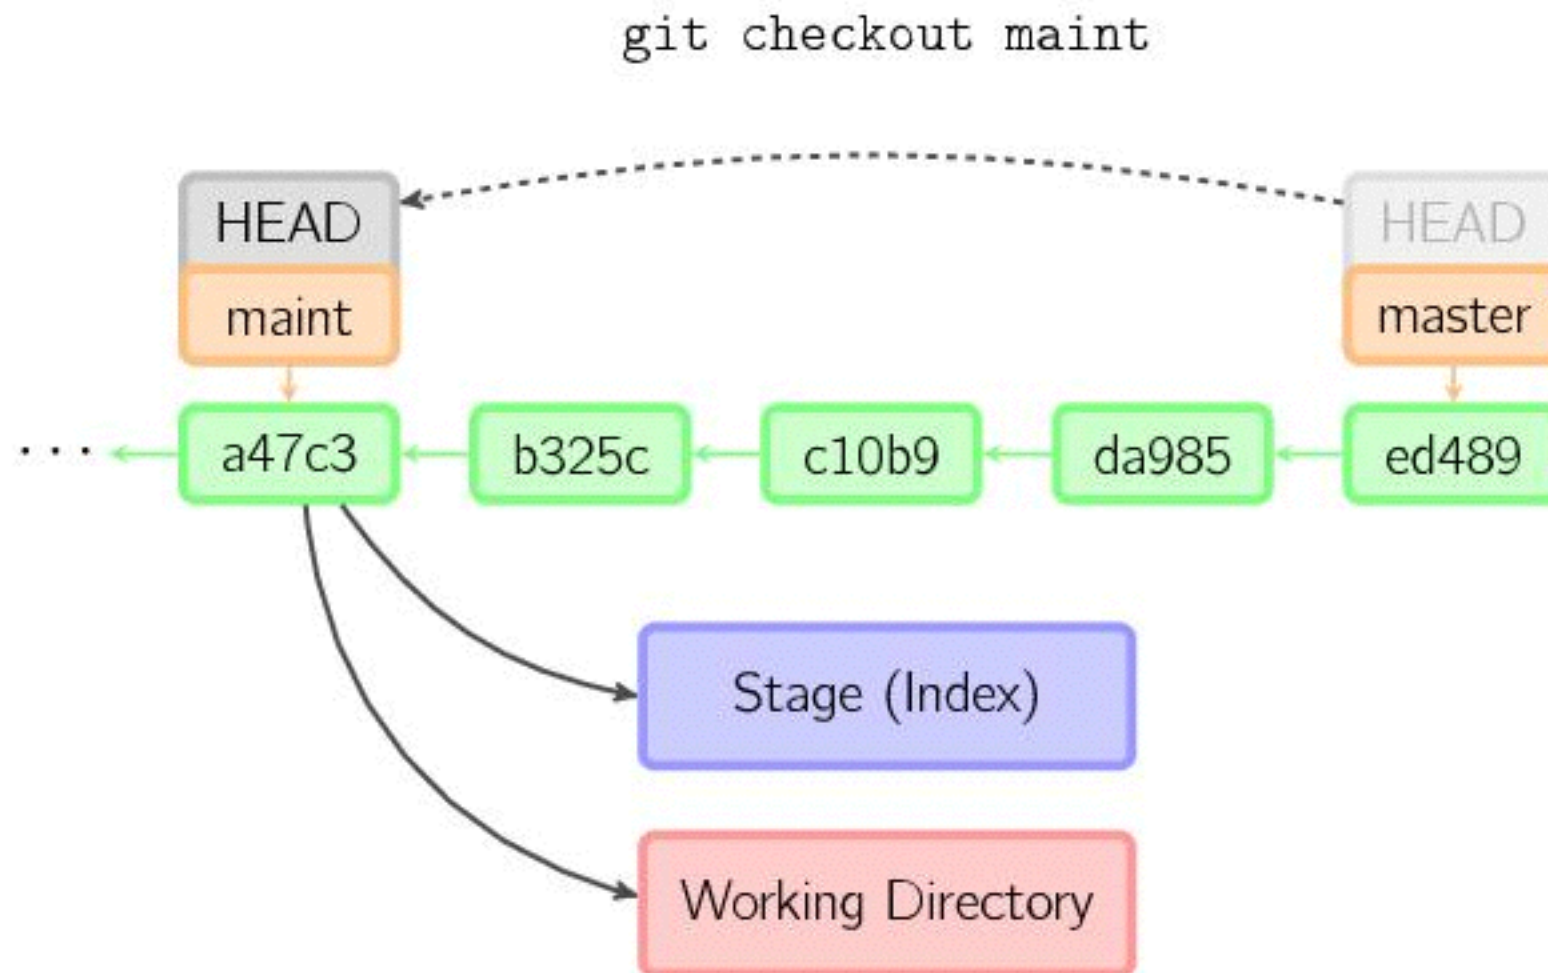 git checkout maint
HEAD
HEAD
maint
master
...
a47c3
b325c
c10b9
da985
ed489
Stage (Index)
Working Directory